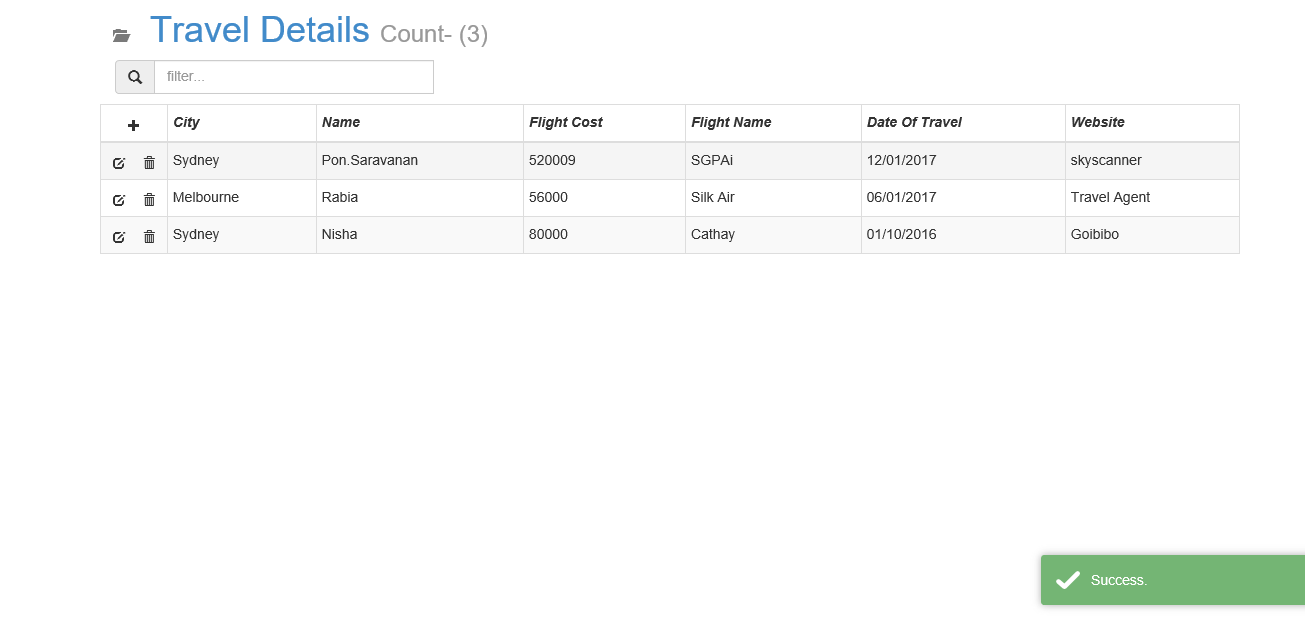 Travel Details Count- (3)
filter...
City Name Flight Cost Flight Name Date Of Travel Website
Sydney Pon.Saravanan 520009 SGPAi 12/01/2017 skyscanner
Melbourne Rabia 56000 Silk Air 06/01/2017 Travel Agent
Sydney Nisha 80000 Cathay 01/10/2016 Goibibo
Success.